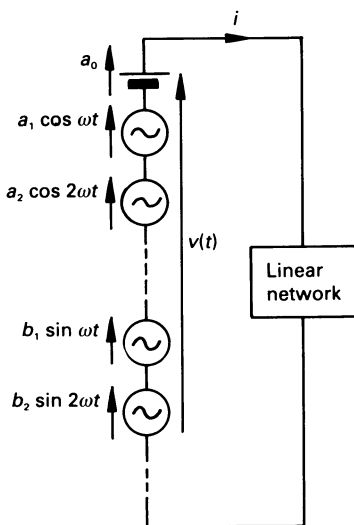 i
a₀
a₁ cos ωt
a₂ cos 2ωt
v(t)
Linear
network
b₁ sin ωt
b₂ sin 2ωt